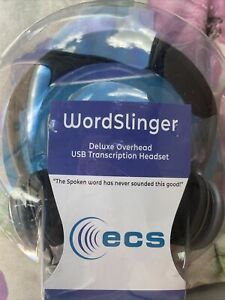 WordSlinger
Deluxe Overhead
USB Transcription Headset
"The Spoken word has never sounded this good!"
ecs